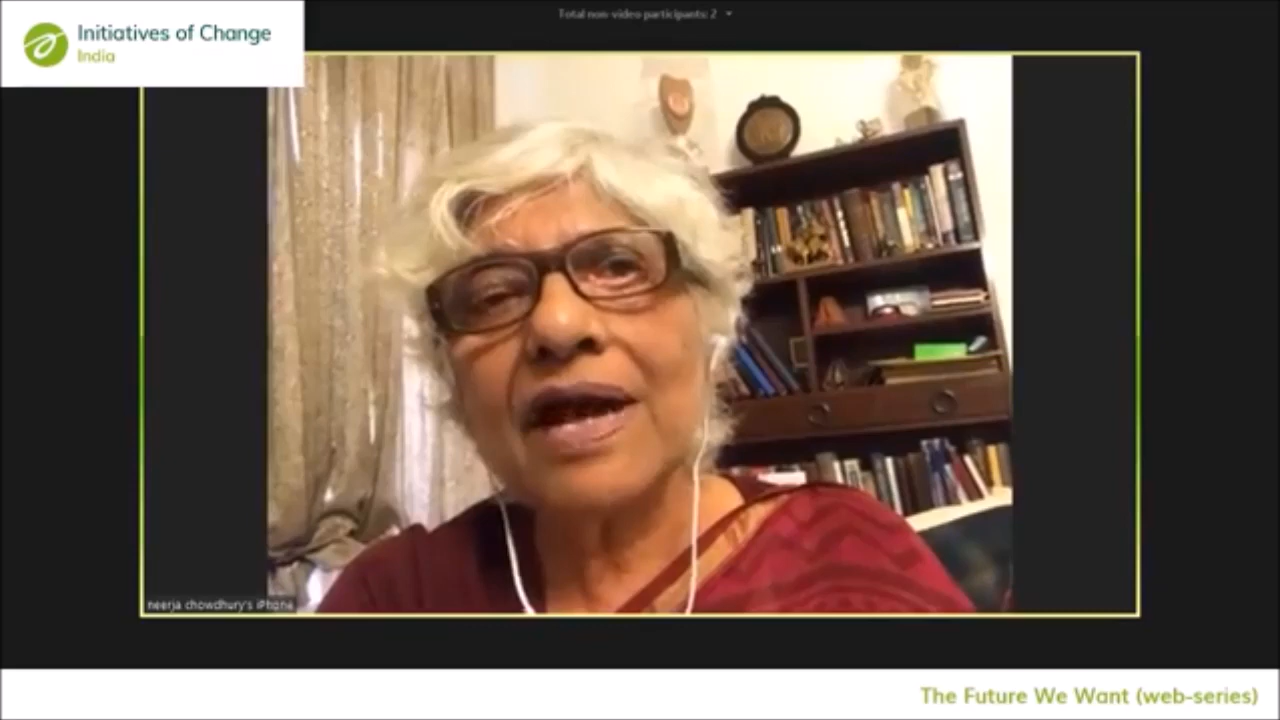 Total non-video participants: 2
Initiatives of Change
India
neerja chowdhury's iPhone
The Future We Want (web-series)